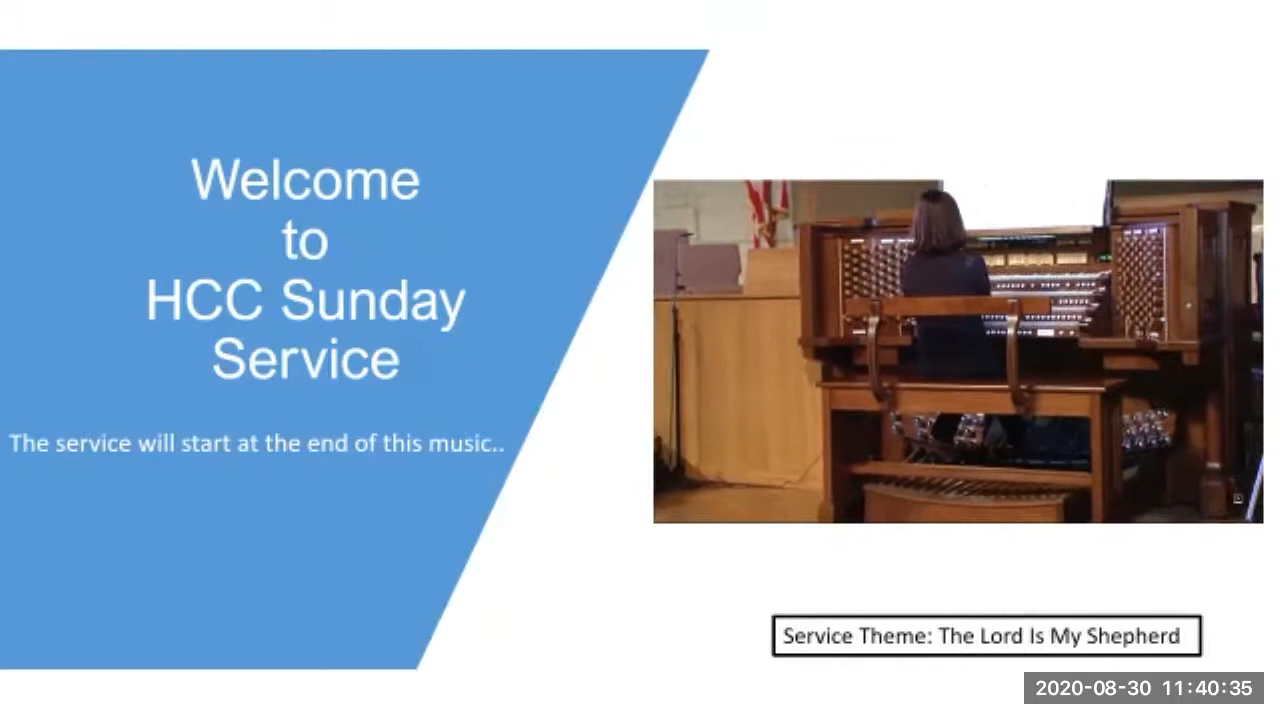 Welcome
to
HCC Sunday
Service
The service will start at the end of this music..
Service Theme: The Lord Is My Shepherd
2020-08-30 11:40:35